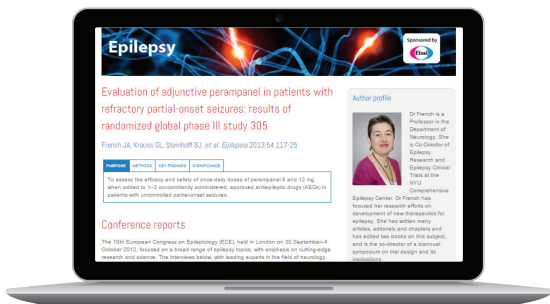 Epilepsy
Sponsored by
Eisai
Evaluation of adjunctive perampanel in patients with
refractory partial-onset seizures: results of
randomized global phase III study 305
French JA, Krauss GL, Steinhoff BJ, et al. Epilepsia 2013;54:117-25
PURPOSE METHODS KEY FINDINGS SIGNIFICANCE
To assess the efficacy and safety of once-daily doses of perampanel 8 and 12 mg
when added to 1–3 concomitantly administered, approved antiepileptic drugs (AEDs) in
patients with uncontrolled partial-onset seizures.
Conference reports
The 10th European Congress on Epileptology (ECE), held in London on 30 September–4
October 2012, focused on a broad range of epilepsy topics, with emphasis on cutting-edge
research and science. The interviews below, with leading experts in the field of neurology,
Author profile
Dr French is a
Professor in the
Department of
Neurology. She
is Co-Director of
Epilepsy
Research and
Epilepsy Clinical
Trials at the
NYU
Comprehensive
Epilepsy Center. Dr French has
focused her research efforts on
development of new therapeutics for
epilepsy. She has written many
articles, editorials and chapters and
has edited two books on this subject,
and is the co-director of a biannual
symposium on trial design and its
implications.